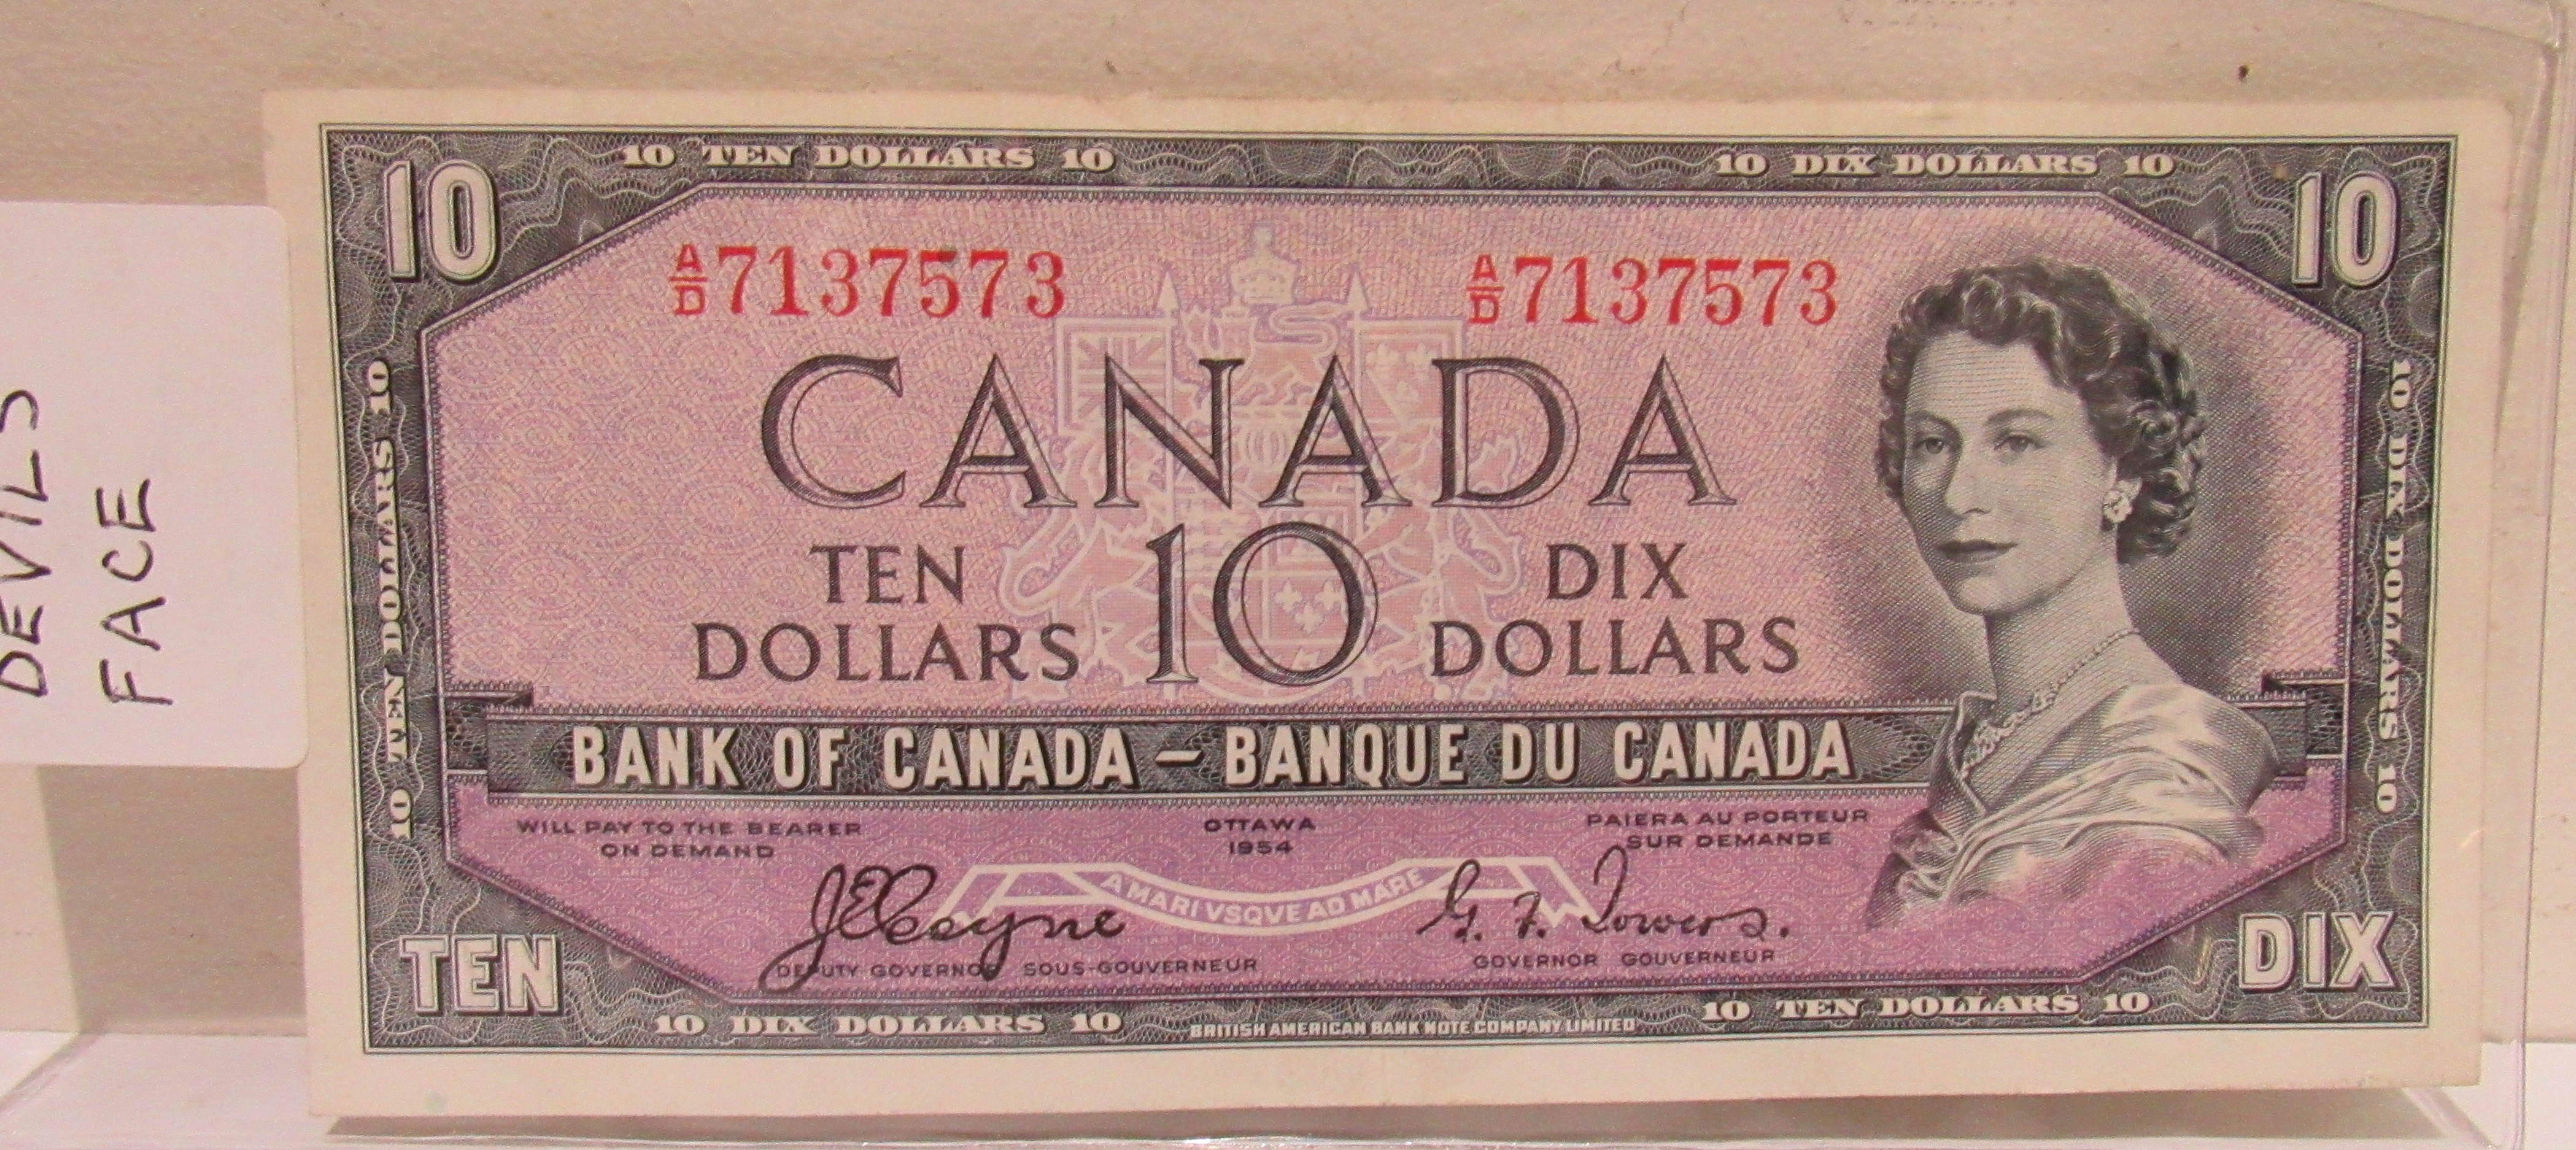 DEVILS
FACE
10 TEN DOLLARS 10
10 DIX DOLLARS 10
10
10
A/D 7137573
A/D 7137573
CANADA
TEN DOLLARS
10
DIX DOLLARS
10 TEN DOLLARS 10
10 DIX DOLLARS 10
BANK OF CANADA – BANQUE DU CANADA
WILL PAY TO THE BEARER
ON DEMAND
OTTAWA
1954
PAIERA AU PORTEUR
SUR DEMANDE
A MARI VSQVE AD MARE
J.E. Coyne
G. F. Towers.
DEPUTY GOVERNOR SOUS-GOUVERNEUR
GOVERNOR GOUVERNEUR
TEN
DIX
10 DIX DOLLARS 10
BRITISH AMERICAN BANK NOTE COMPANY LIMITED
10 TEN DOLLARS 10